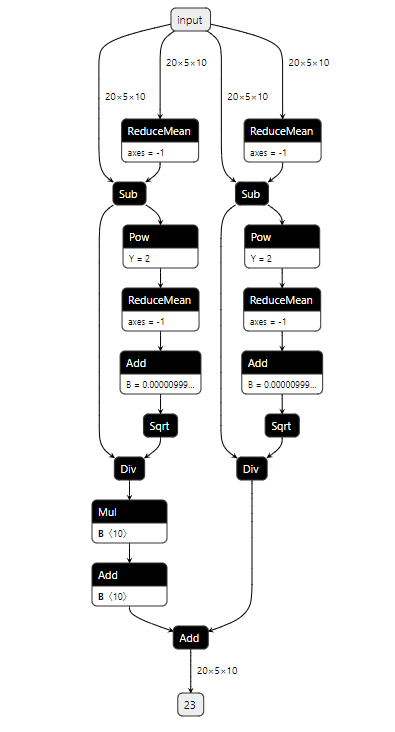 input
20×5×10
20×5×10
20×5×10
20×5×10
ReduceMean
axes = -1
ReduceMean
axes = -1
Sub
Sub
Pow
Y = 2
Pow
Y = 2
ReduceMean
axes = -1
ReduceMean
axes = -1
Add
B = 0.00000999...
Add
B = 0.00000999...
Sqrt
Sqrt
Div
Div
Mul
B 〈10〉
Add
B 〈10〉
Add
20×5×10
23